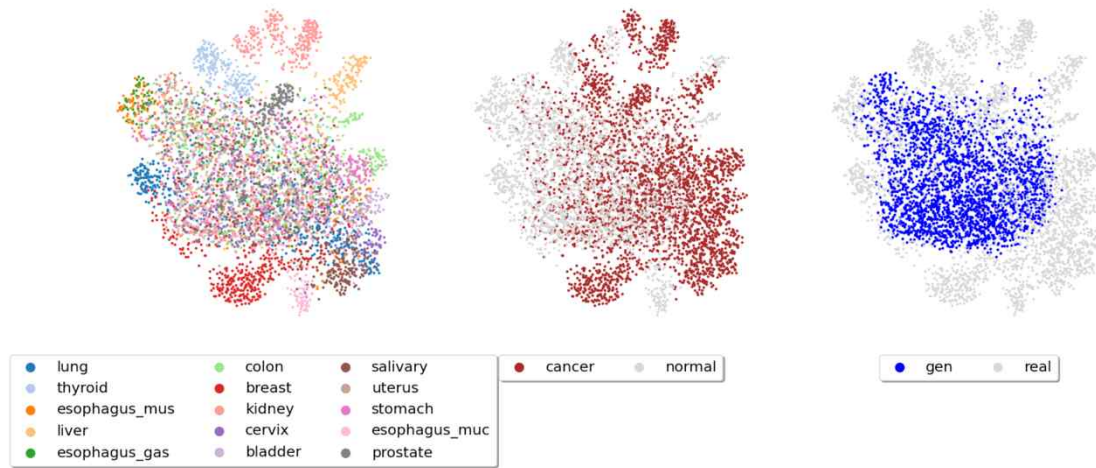 lung colon salivary cancer normal gen real
thyroid breast uterus
esophagus_mus kidney stomach
liver cervix esophagus_muc
esophagus_gas bladder prostate